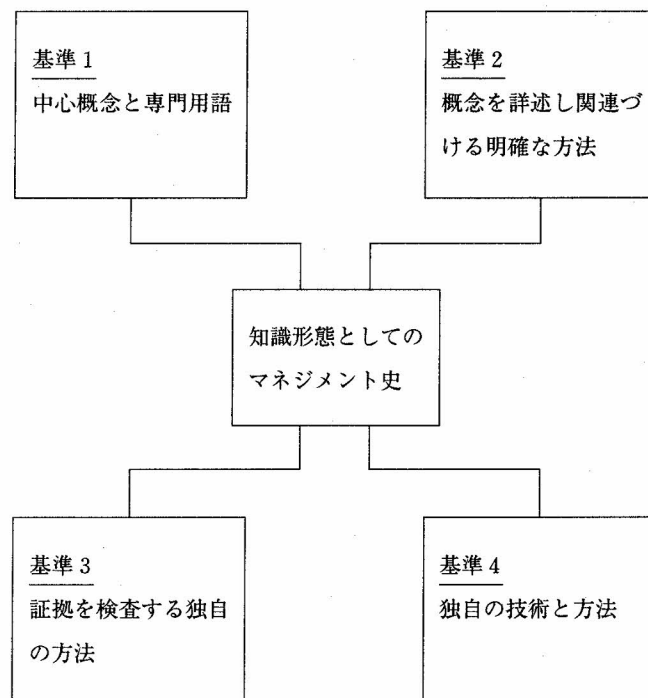 基準 1
中心概念と専門用語
基準 2
概念を詳述し関連づ
ける明確な方法
知識形態としての
マネジメント史
基準 3
証拠を検査する独自
の方法
基準 4
独自の技術と方法